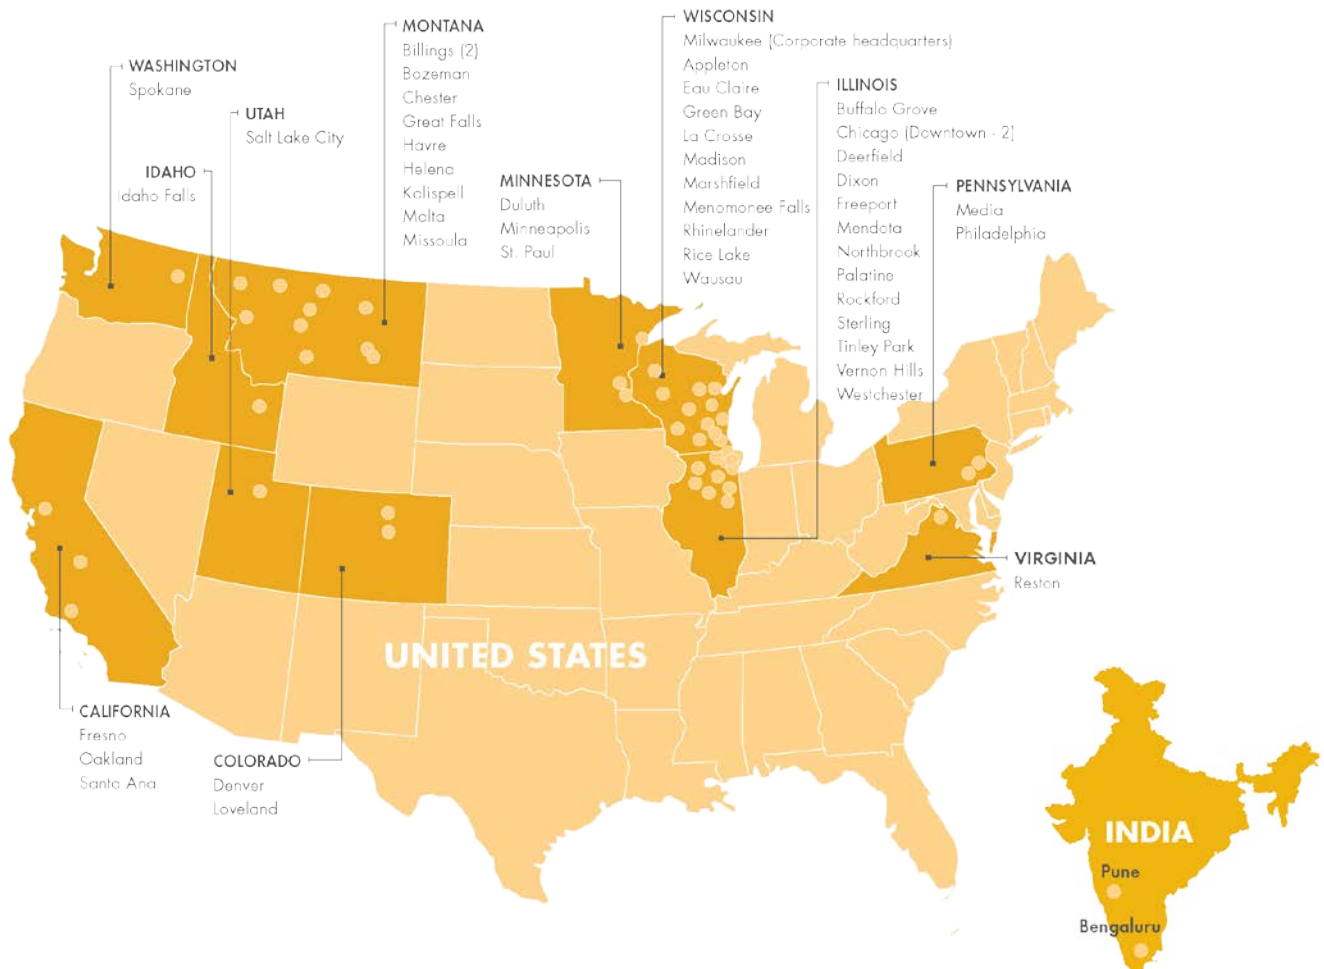 WASHINGTON
Spokane
IDAHO
Idaho Falls
UTAH
Salt Lake City
MONTANA
Billings (2)
Bozeman
Chester
Great Falls
Havre
Helena
Kalispell
Malta
Missoula
MINNESOTA
Duluth
Minneapolis
St. Paul
WISCONSIN
Milwaukee (Corporate headquarters)
Appleton
Eau Claire
Green Bay
La Crosse
Madison
Marshfield
Menomonee Falls
Rhinelander
Rice Lake
Wausau
ILLINOIS
Buffalo Grove
Chicago (Downtown - 2)
Deerfield
Dixon
Freeport
Mendota
Northbrook
Palatine
Rockford
Sterling
Tinley Park
Vernon Hills
Westchester
PENNSYLVANIA
Media
Philadelphia
VIRGINIA
Reston
UNITED STATES
CALIFORNIA
Fresno
Oakland
Santa Ana
COLORADO
Denver
Loveland
INDIA
Pune
Bengaluru